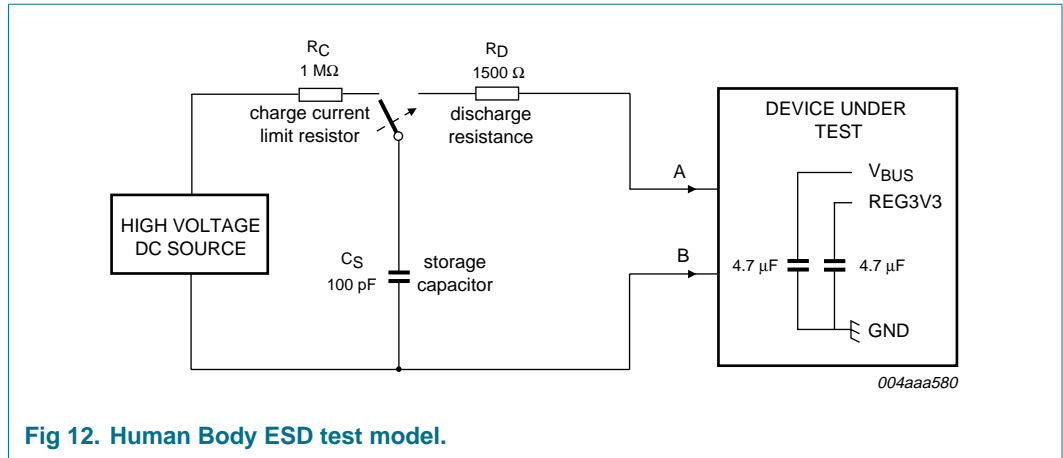 RC
1 MΩ
charge current
limit resistor
RD
1500 Ω
discharge
resistance
HIGH VOLTAGE
DC SOURCE
CS
100 pF
storage
capacitor
A
B
DEVICE UNDER
TEST
VBUS
REG3V3
4.7 μF
4.7 μF
GND
004aaa580
Fig 12. Human Body ESD test model.